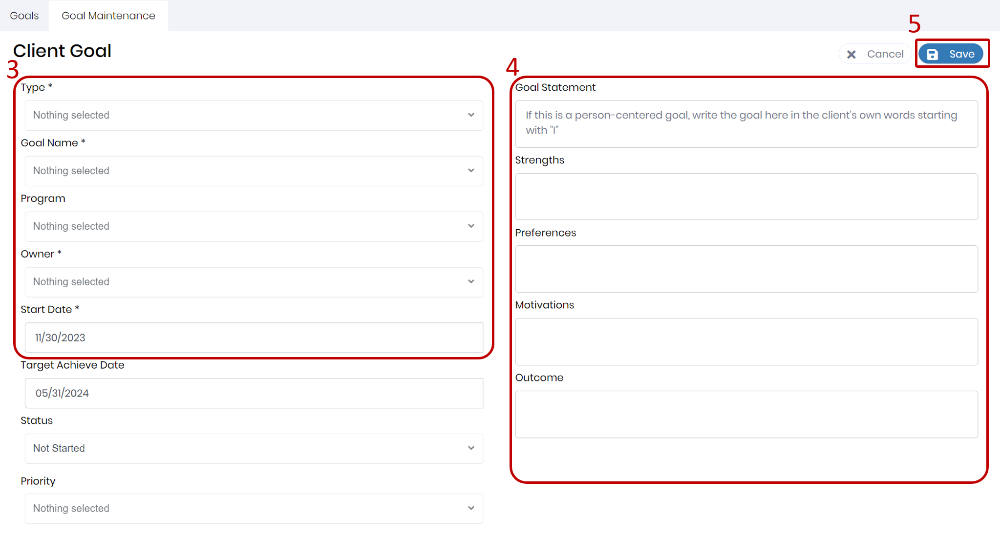 Goals
Goal Maintenance
5
Client Goal
Cancel
Save
3
Type *
Nothing selected
Goal Name *
Nothing selected
Program
Nothing selected
Owner *
Nothing selected
Start Date *
11/30/2023
Target Achieve Date
05/31/2024
Status
Not Started
Priority
Nothing selected
4
Goal Statement
If this is a person-centered goal, write the goal here in the client's own words starting
with "I"
Strengths
Preferences
Motivations
Outcome